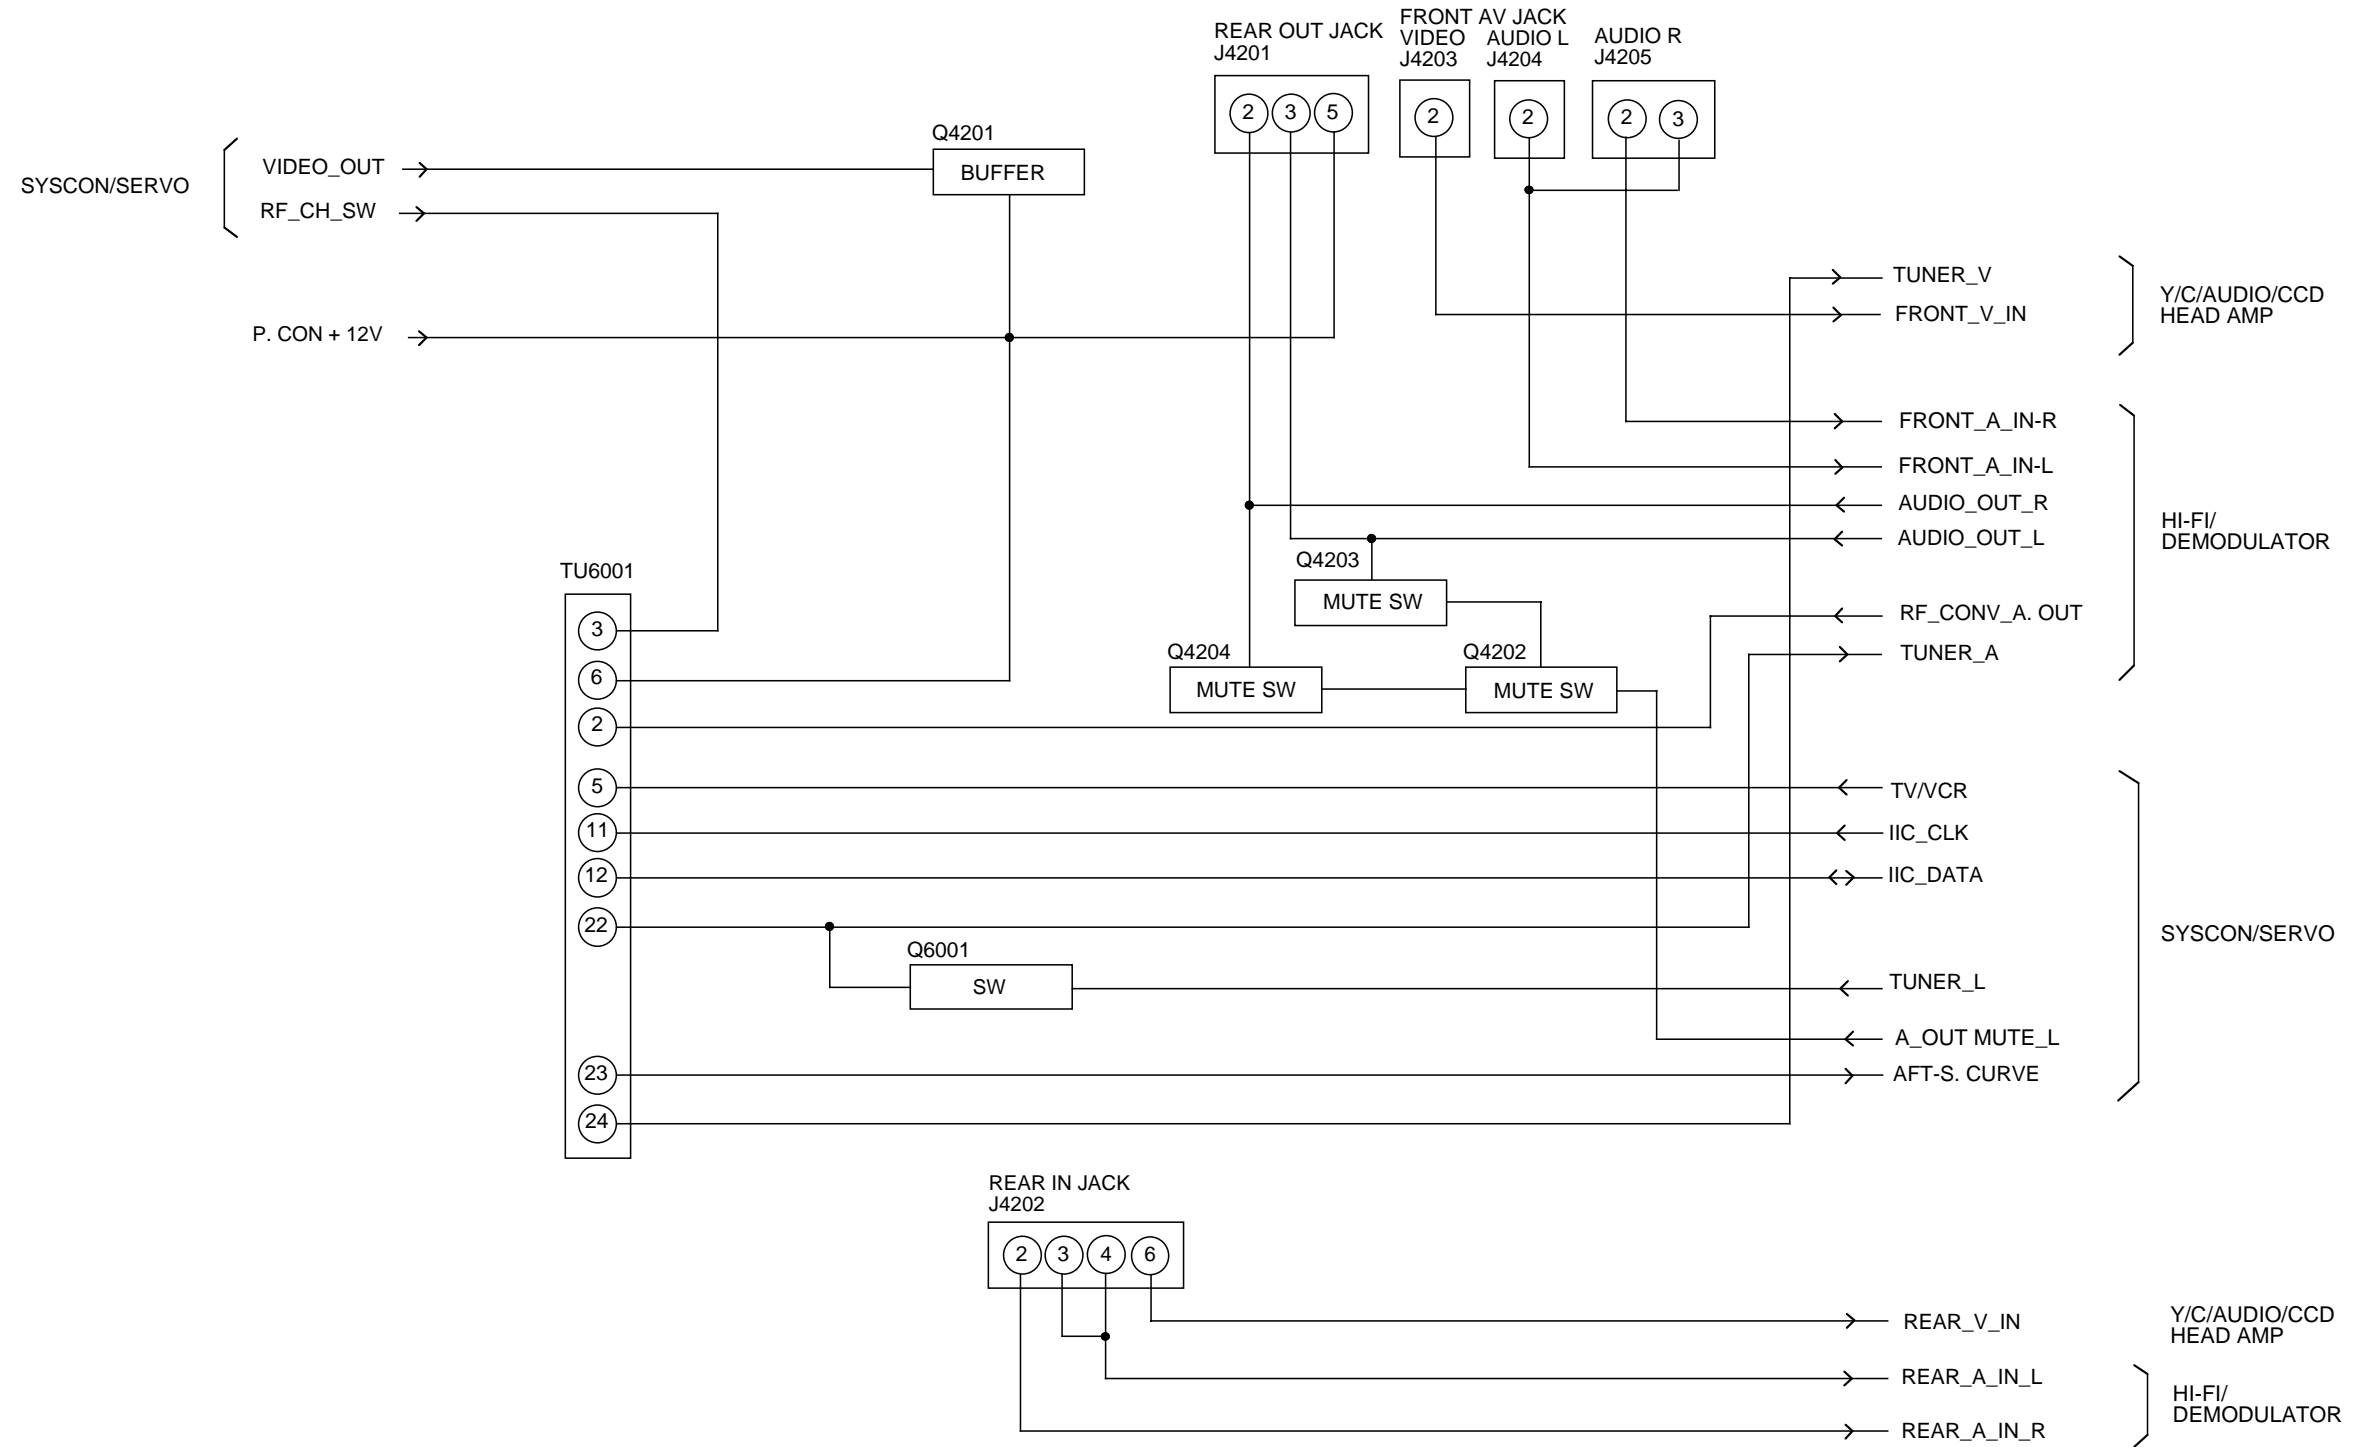 REAR OUT JACK
J4201
FRONT AV JACK
VIDEO
J4203
AUDIO L
J4204
AUDIO R
J4205
2
3
5
2
2
2
3
Q4201
BUFFER
SYSCON/SERVO
VIDEO_OUT
RF_CH_SW
P. CON + 12V
TUNER_V
FRONT_V_IN
Y/C/AUDIO/CCD
HEAD AMP
FRONT_A_IN-R
FRONT_A_IN-L
AUDIO_OUT_R
AUDIO_OUT_L
RF_CONV_A. OUT
TUNER_A
HI-FI/
DEMODULATOR
Q4203
MUTE SW
Q4204
MUTE SW
Q4202
MUTE SW
TU6001
3
6
2
5
11
12
22
23
24
Q6001
SW
TV/VCR
IIC_CLK
IIC_DATA
TUNER_L
A_OUT MUTE_L
AFT-S. CURVE
SYSCON/SERVO
REAR IN JACK
J4202
2
3
4
6
REAR_V_IN
Y/C/AUDIO/CCD
HEAD AMP
REAR_A_IN_L
REAR_A_IN_R
HI-FI/
DEMODULATOR